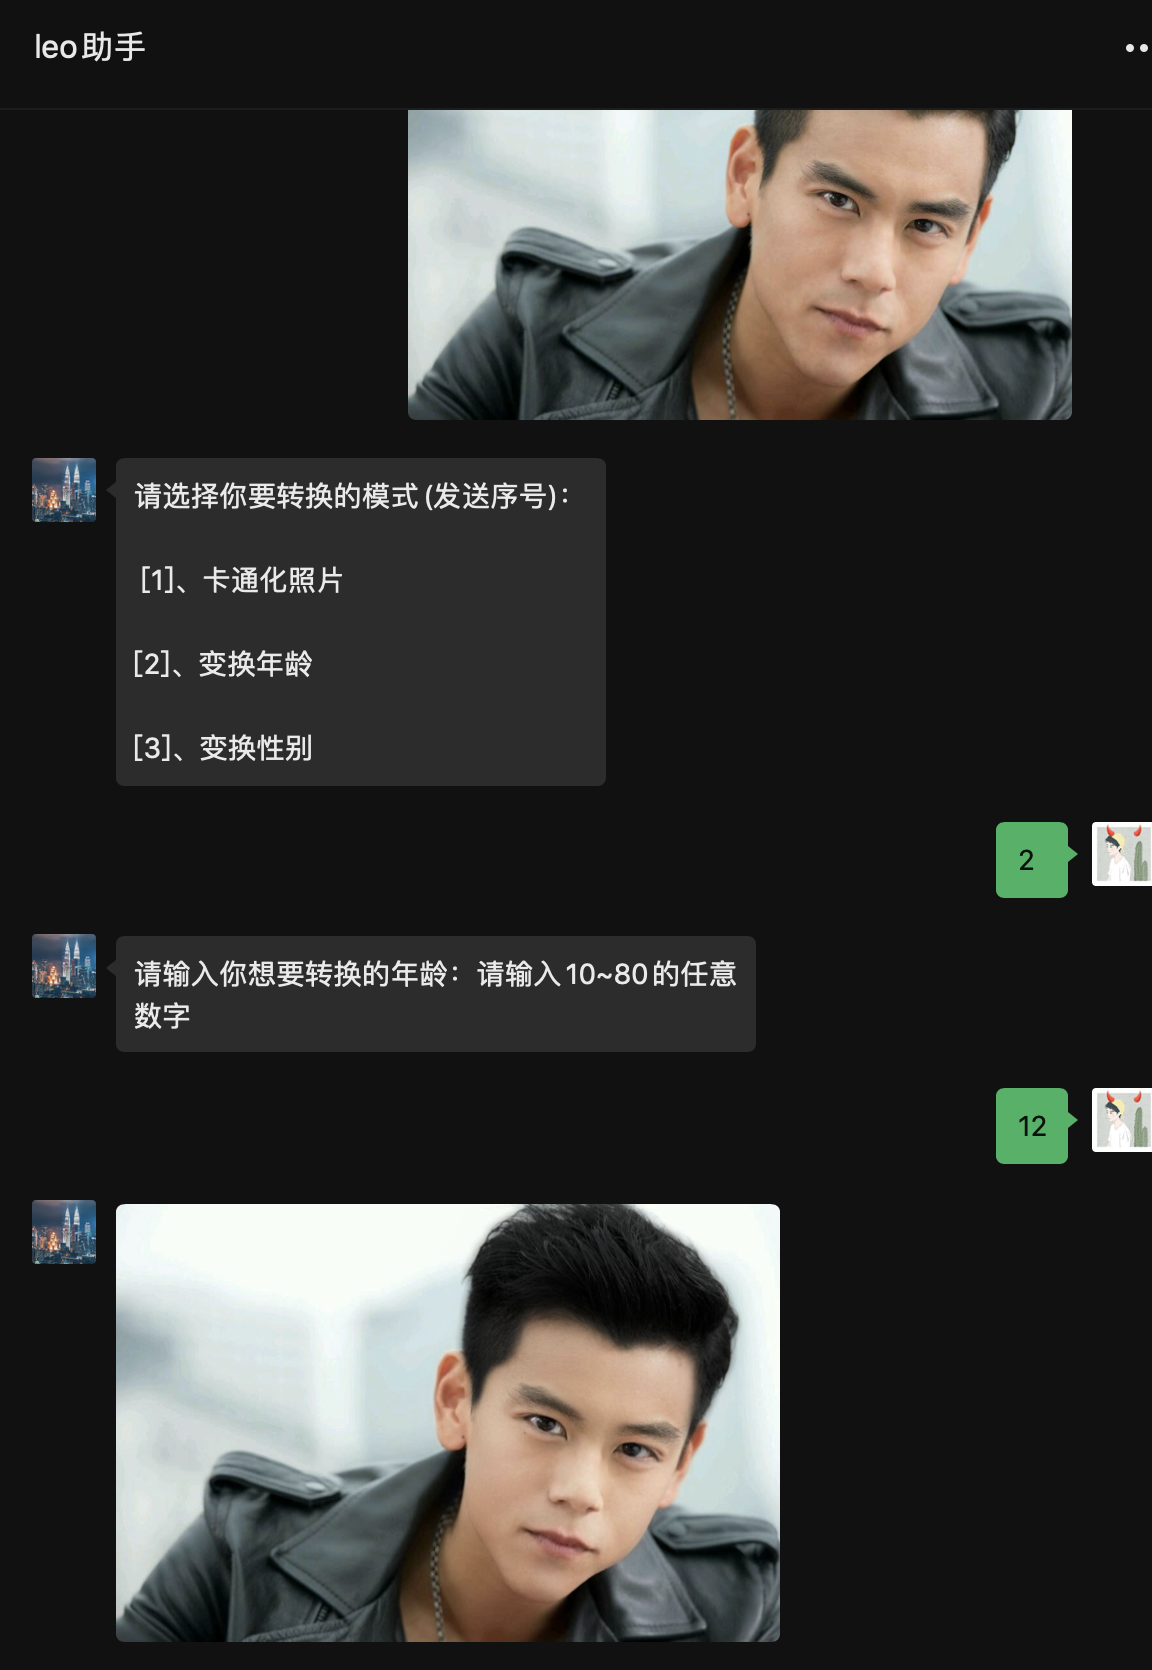 leo助手
请选择你要转换的模式(发送序号)：
[1]、卡通化照片
[2]、变换年龄
[3]、变换性别
2
请输入你想要转换的年龄：请输入10~80的任意
数字
12